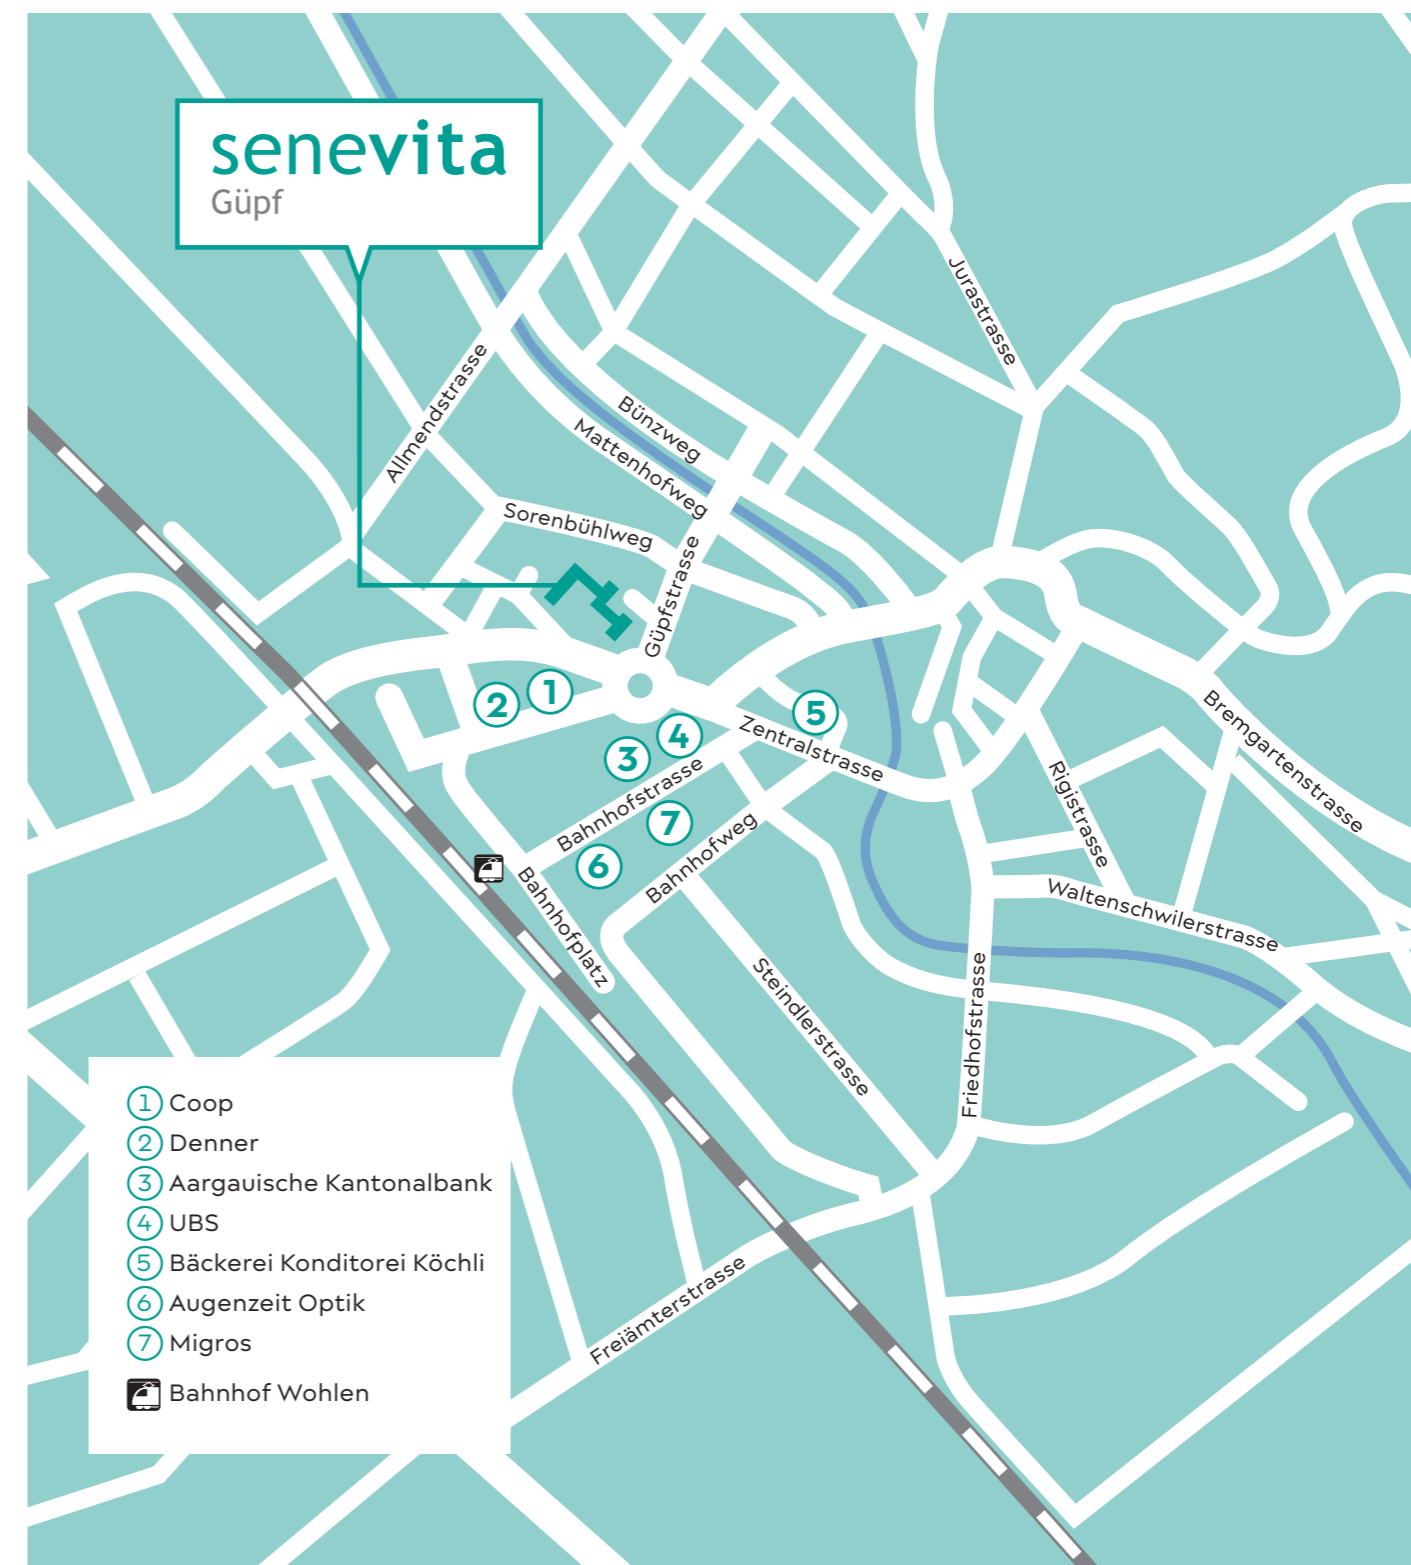 senevita
Güpf
Jurastrasse
Allmendstrasse
Bünzweg
Mattenhofweg
Sorenbühlweg
Güpfstrasse
1
2
3
4
5
6
7
Zentralstrasse
Bahnhofstrasse
Bahnhofweg
Bahnhofplatz
Bremgartenstrasse
Rigistrasse
Waltenschwilerstrasse
Steindlerstrasse
Friedhofstrasse
Freiämterstrasse
1 Coop
2 Denner
3 Aargauische Kantonalbank
4 UBS
5 Bäckerei Konditorei Köchli
6 Augenzeit Optik
7 Migros
Bahnhof Wohlen